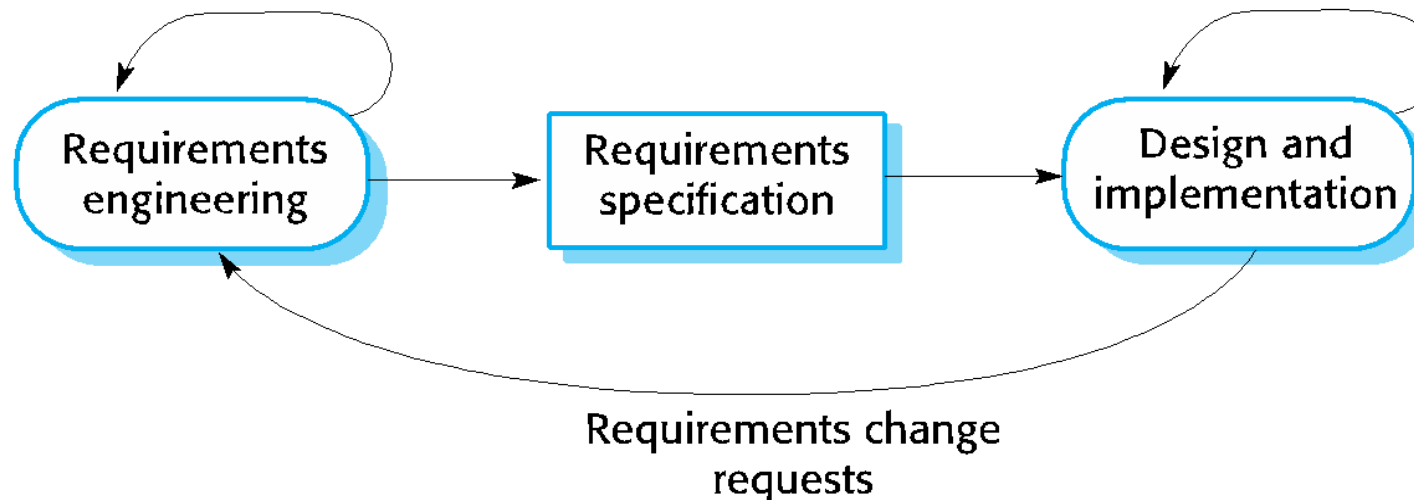 Requirements
engineering
Requirements
specification
Design and
implementation
Requirements change
requests